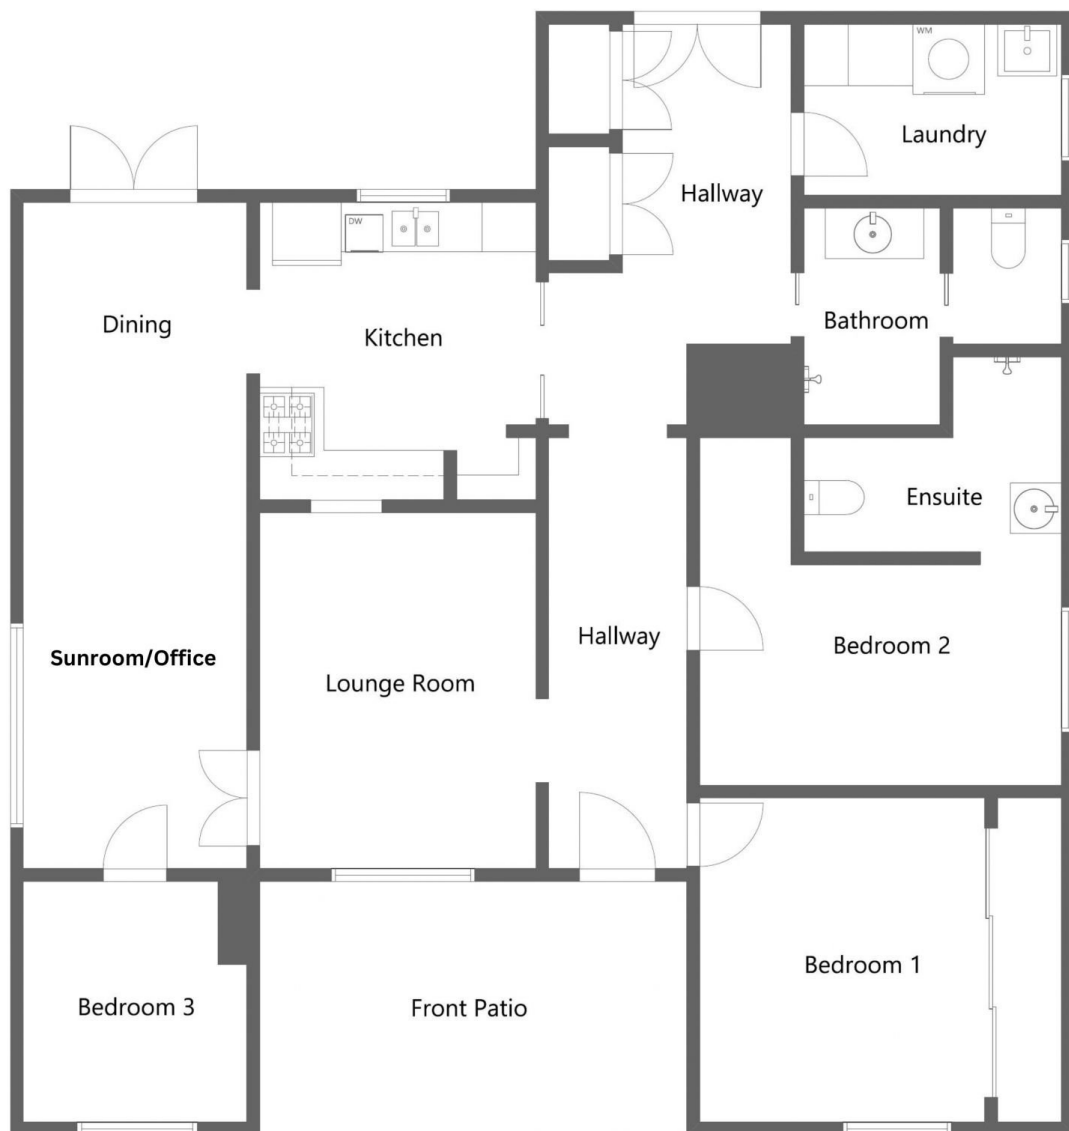 WM
Laundry
Hallway
DW
Dining
Kitchen
Bathroom
Ensuite
Hallway
Bedroom 2
Sunroom/Office
Lounge Room
Bedroom 1
Bedroom 3
Front Patio